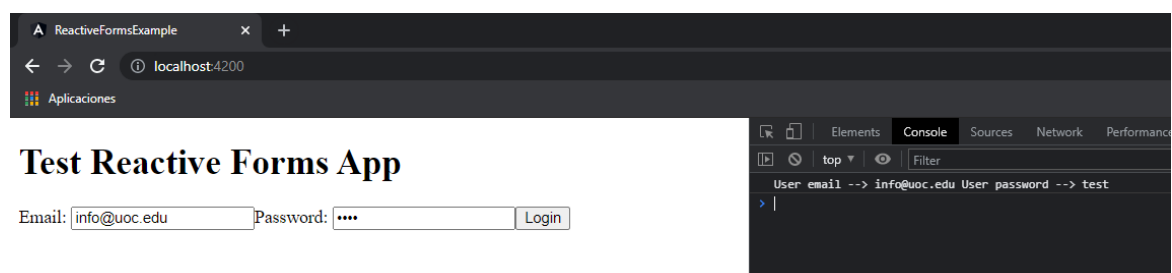 ReactiveFormsExample
localhost:4200
Aplicaciones
Elements Console Sources Network Performance
top Filter
Test Reactive Forms App
User email --> info@uoc.edu User password --> test
>
Email: info@uoc.edu Password: •••• Login